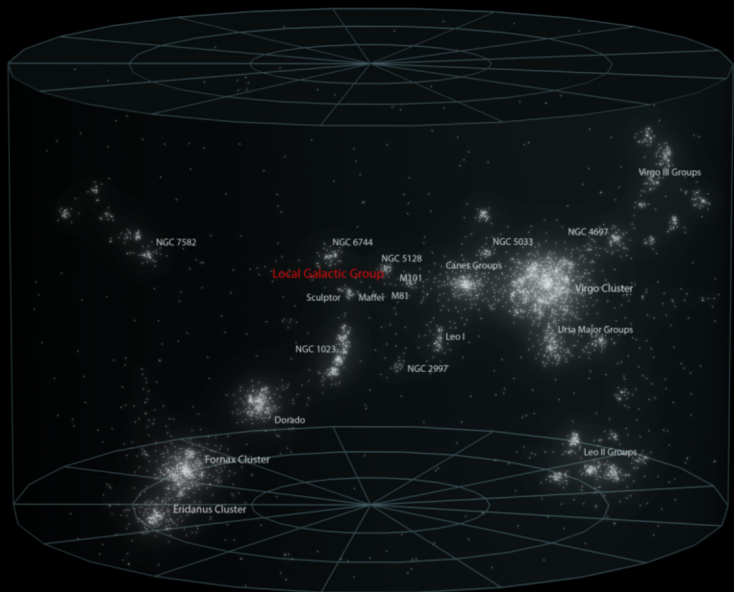 Virgo III Groups
NGC 7582
NGC 6744
NGC 5033
NGC 4697
NGC 5128
Local Galactic Group
Canes Groups
M101
Sculptor
Maffei
M81
Virgo Cluster
Ursa Major Groups
NGC 1023
Leo I
NGC 2997
Dorado
Fornax Cluster
Leo II Groups
Eridanus Cluster